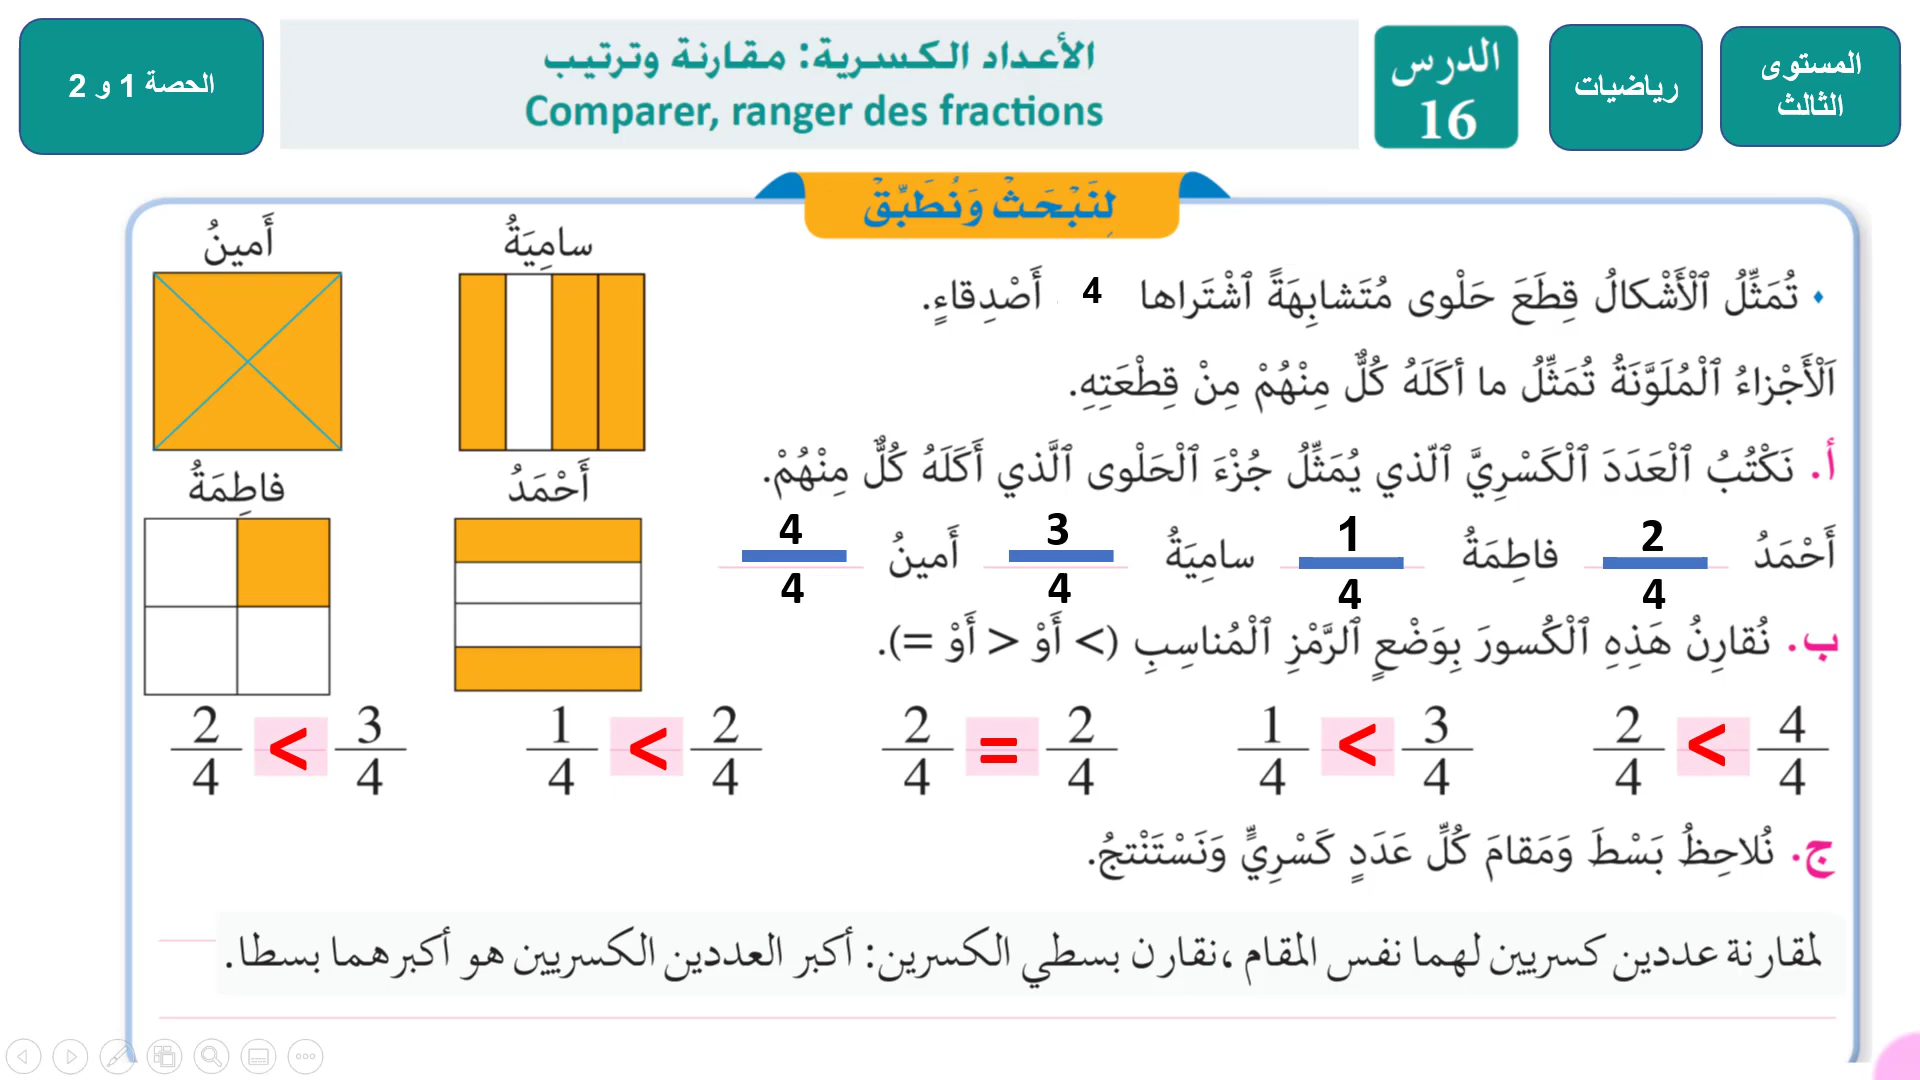 المستوى
الثالث
رياضيات
الدرس
16
الأعداد الكسرية: مقارنة وترتيب
Comparer, ranger des fractions
الحصة 1 و 2
لِنَبْحَثْ وَنُطَبِّقْ
أَمينُ
سامِيَةُ
فاطِمَةُ
أَحْمَدُ
تُمَثِّلُ ٱلْأَشْكالُ قِطَعَ حَلْوى مُتَشابِهَةً ٱشْتَراها 4 أَصْدِقاءٍ.
اَلْأَجْزاءُ ٱلْمُلَوَّنَةُ تُمَثِّلُ ما أكَلَهُ كُلٌّ مِنْهُمْ مِنْ قِطْعَتِهِ.
أ. نَكْتُبُ ٱلْعَدَدَ ٱلْكَسْرِيَّ ٱلّذي يُمَثِّلُ جُزْءَ ٱلْحَلْوى ٱلَّذي أَكَلَهُ كُلٌّ مِنْهُمْ.
أَحْمَدُ 2/4 فاطِمَةُ 1/4 سامِيَةُ 3/4 أَمينُ 4/4
ب. نُقارِنُ هَذِهِ ٱلْكُسورَ بِوَضْعِ ٱلرَّمْزِ ٱلْمُناسِبِ (> أَوْ < أَوْ =).
2/4 < 3/4 1/4 < 2/4 2/4 = 2/4 1/4 < 3/4 2/4 < 4/4
ج. نُلاحِظُ بَسْطَ وَمَقامَ كُلِّ عَدَدٍ كَسْرِيٍّ وَنَسْتَنْتجُ.
لمقارنة عددين كسريين لهما نفس المقام ،نقارن بسطي الكسرين: أكبر العددين الكسريين هو أكبرهما بسطا.